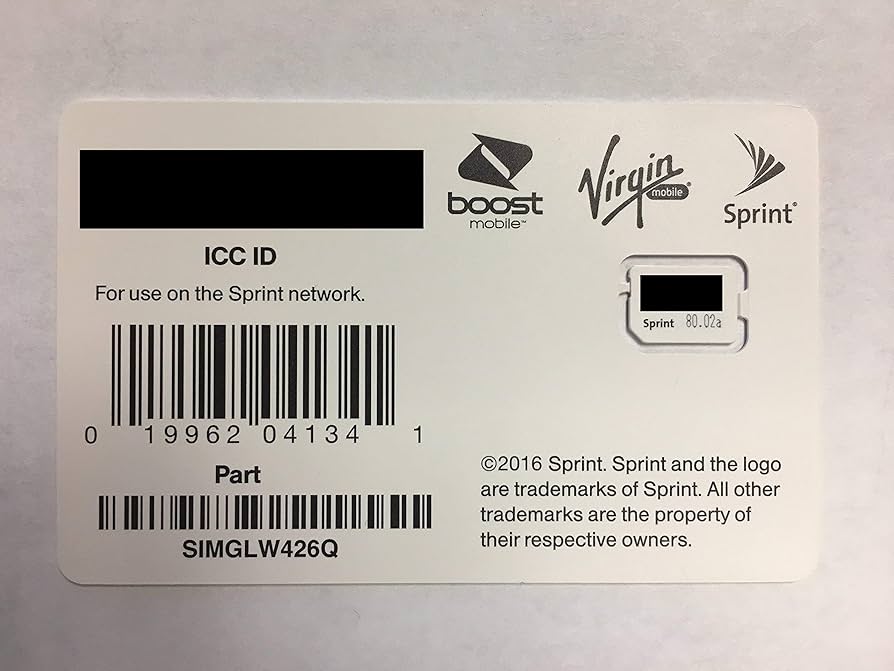 boost
mobile™
Virgin
mobile®
Sprint®
ICC ID
For use on the Sprint network.
Sprint 80.02a
0 19962 04134 1
Part
SIMGLW426Q
©2016 Sprint. Sprint and the logo
are trademarks of Sprint. All other
trademarks are the property of
their respective owners.